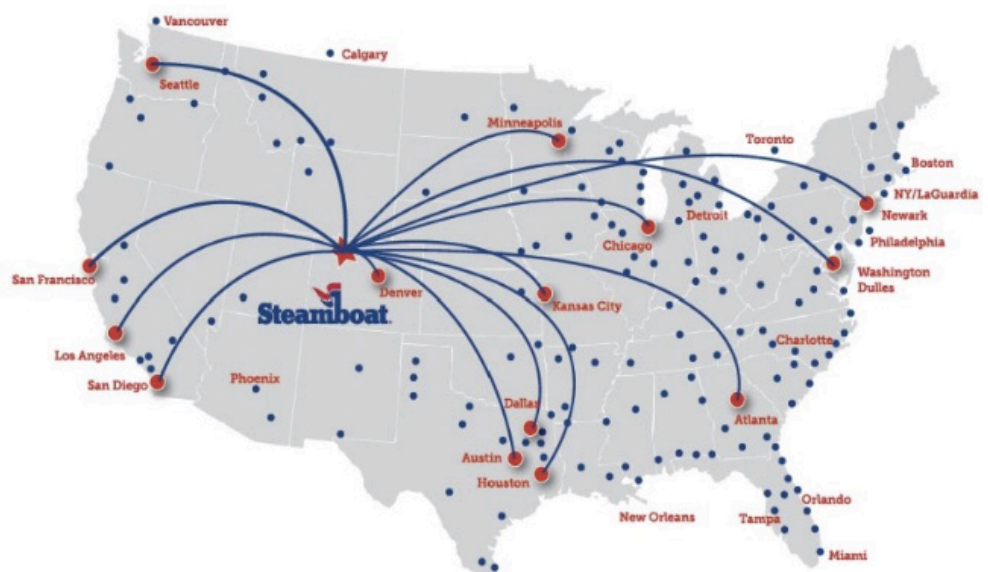 Vancouver
Calgary
Seattle
Minneapolis
Toronto
Boston
NY/LaGuardia
Detroit
Newark
Chicago
Philadelphia
San Francisco
Denver
Washington
Dulles
Kansas City
Steamboat
Charlotte
Los Angeles
San Diego
Phoenix
Dallas
Atlanta
Austin
Houston
Orlando
New Orleans
Tampa
Miami